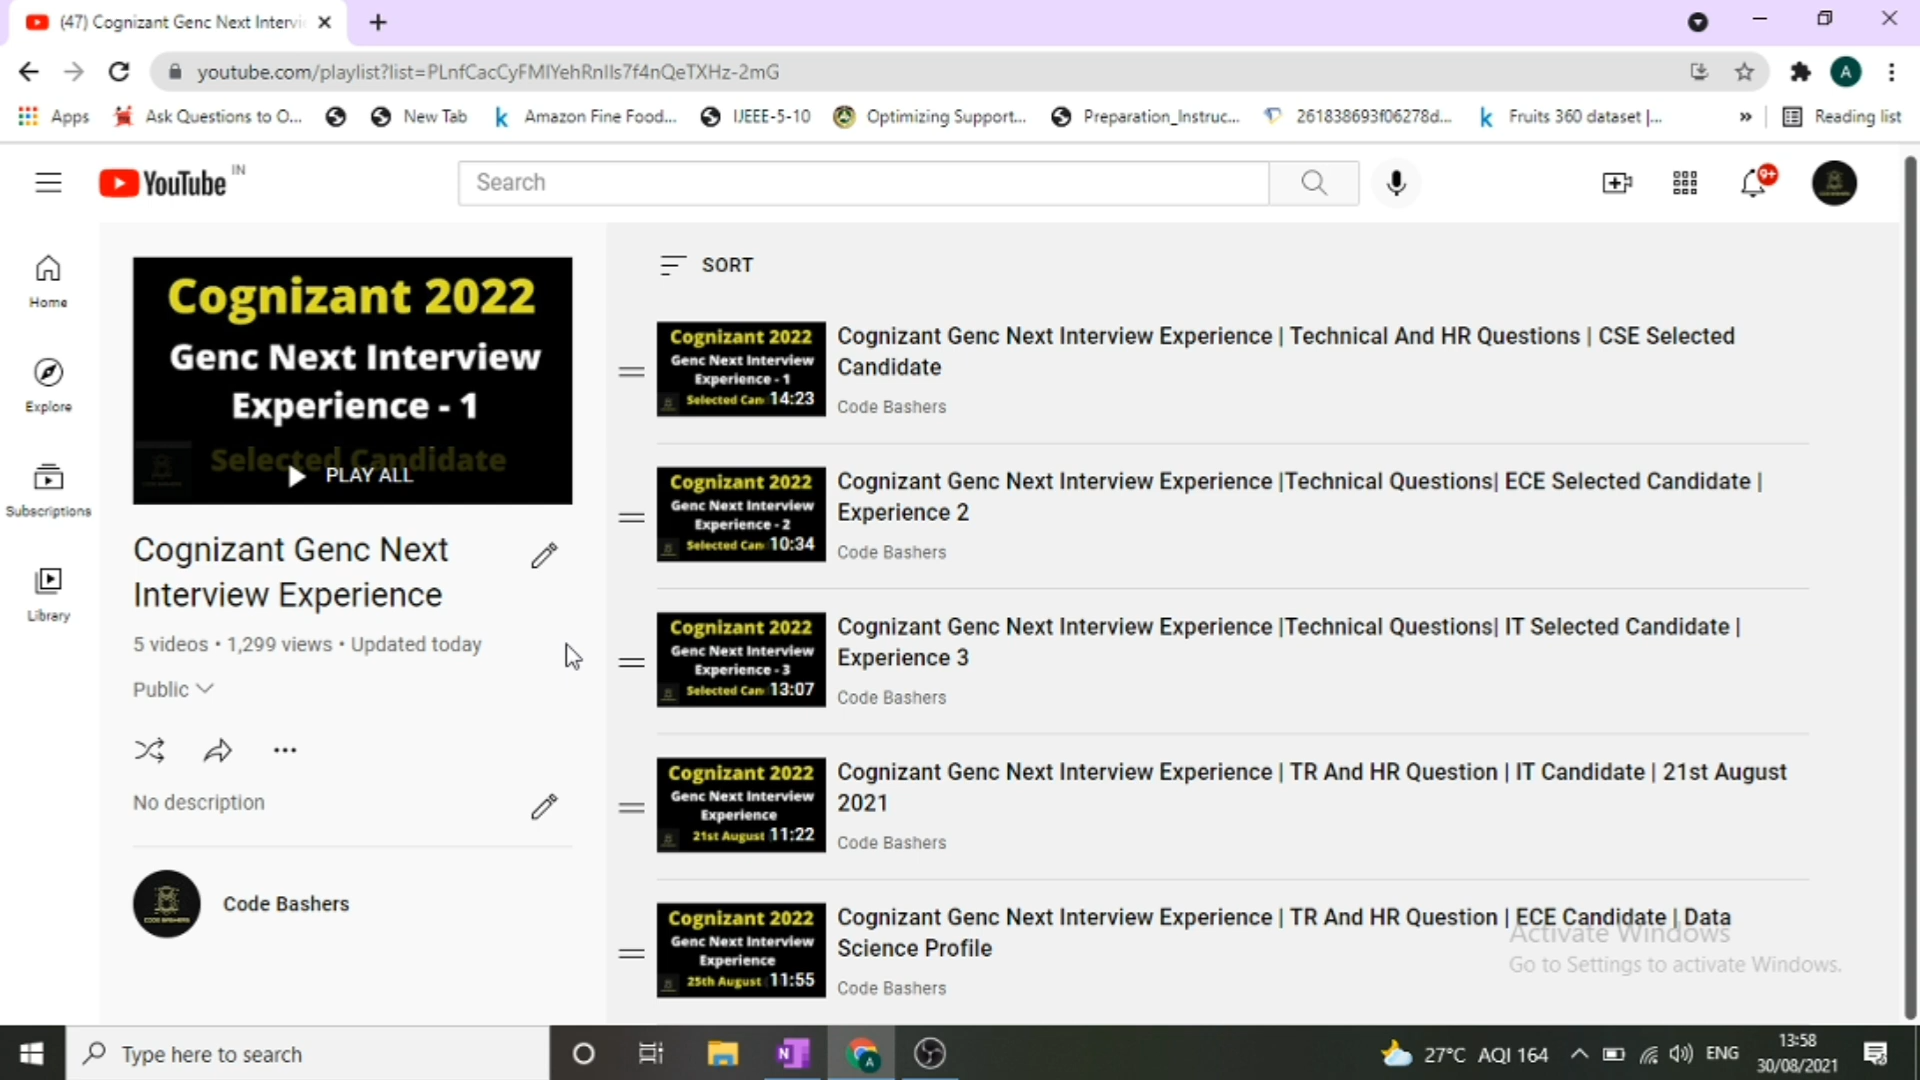 (47) Cognizant Genc Next Intervi
youtube.com/playlist?list=PLnfCacCyFMIYehRnlls7f4nQeTXHz-2mG
A
Apps
Ask Questions to O...
New Tab
Amazon Fine Food...
IJEEE-5-10
Optimizing Support...
Preparation_Instruc...
261838693f06278d...
Fruits 360 dataset |...
»
Reading list
YouTube IN
Search
9+
Home
Explore
Subscriptions
Library
Cognizant 2022
Genc Next Interview
Experience - 1
Selected Candidate
PLAY ALL
Cognizant Genc Next
Interview Experience
5 videos • 1,299 views • Updated today
Public
No description
Code Bashers
SORT
Cognizant 2022
Genc Next Interview
Experience - 1
Selected Can 14:23
Cognizant Genc Next Interview Experience | Technical And HR Questions | CSE Selected
Candidate
Code Bashers
Cognizant 2022
Genc Next Interview
Experience - 2
Selected Can 10:34
Cognizant Genc Next Interview Experience |Technical Questions| ECE Selected Candidate |
Experience 2
Code Bashers
Cognizant 2022
Genc Next Interview
Experience - 3
Selected Can 13:07
Cognizant Genc Next Interview Experience |Technical Questions| IT Selected Candidate |
Experience 3
Code Bashers
Cognizant 2022
Genc Next Interview
Experience
21st August 11:22
Cognizant Genc Next Interview Experience | TR And HR Question | IT Candidate | 21st August
2021
Code Bashers
Cognizant 2022
Genc Next Interview
Experience
25th August 11:55
Cognizant Genc Next Interview Experience | TR And HR Question | ECE Candidate | Data
Science Profile
Code Bashers
Activate Windows
Go to Settings to activate Windows.
Type here to search
N
A
27°C AQI 164
ENG
13:58
30/08/2021